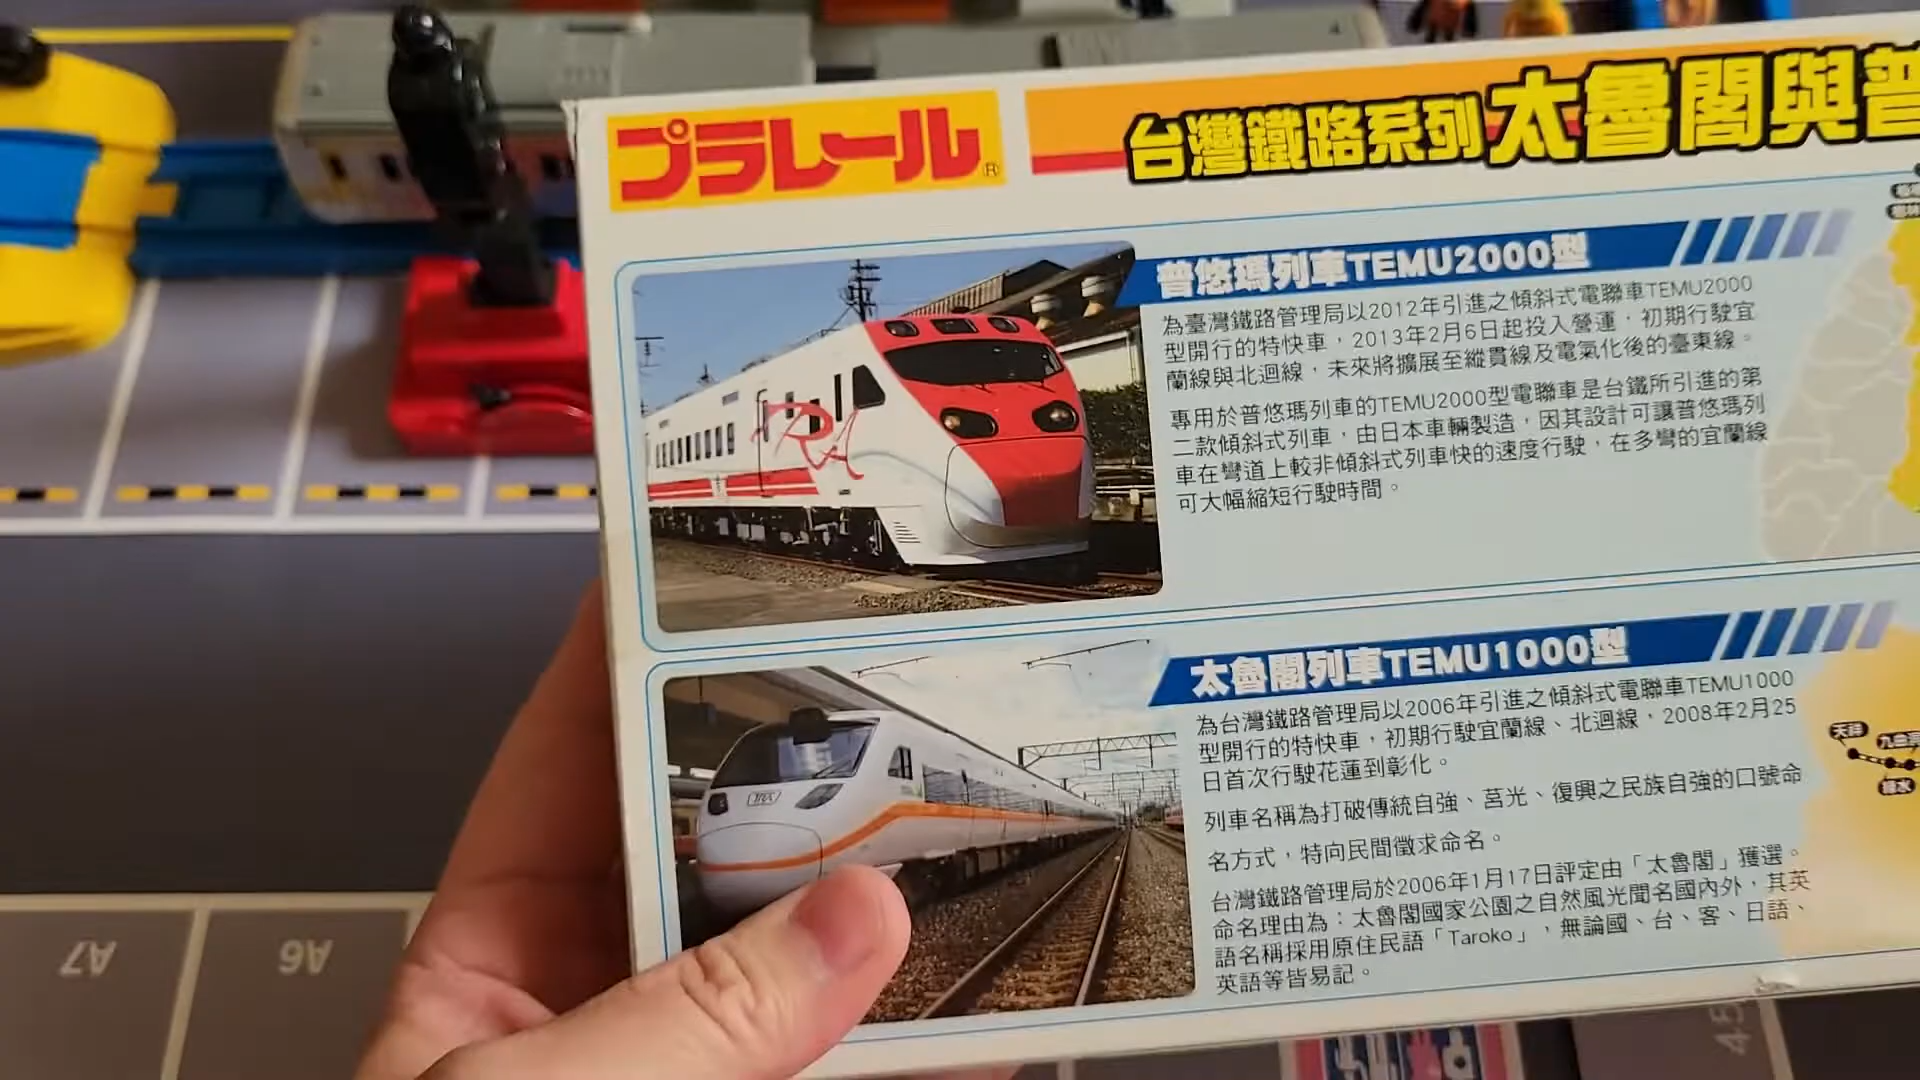 プラレール
台灣鐵路系列太魯閣與普
普悠瑪列車TEMU2000型
為臺灣鐵路管理局以2012年引進之傾斜式電聯車TEMU2000
型開行的特快車，2013年2月6日起投入營運，初期行駛宜
蘭線與北迴線，未來將擴展至縱貫線及電氣化後的臺東線。
專用於普悠瑪列車的TEMU2000型電聯車是台鐵所引進的第
二款傾斜式列車，由日本車輛製造，因其設計可讓普悠瑪列
車在彎道上較非傾斜式列車快的速度行駛，在多彎的宜蘭線
可大幅縮短行駛時間。
TRA
太魯閣列車TEMU1000型
為台灣鐵路管理局以2006年引進之傾斜式電聯車TEMU1000
型開行的特快車，初期行駛宜蘭線、北迴線，2008年2月25
日首次行駛花蓮到彰化。
列車名稱為打破傳統自強、莒光、復興之民族自強的口號命
名方式，特向民間徵求命名。
台灣鐵路管理局於2006年1月17日評定由「太魯閣」獲選。
命名理由為：太魯閣國家公園之自然風光聞名國內外，其英
語名稱採用原住民語「Taroko」，無論國、台、客、日語、
英語等皆易記。
TRA
天祥
綠水
A7
A6
45